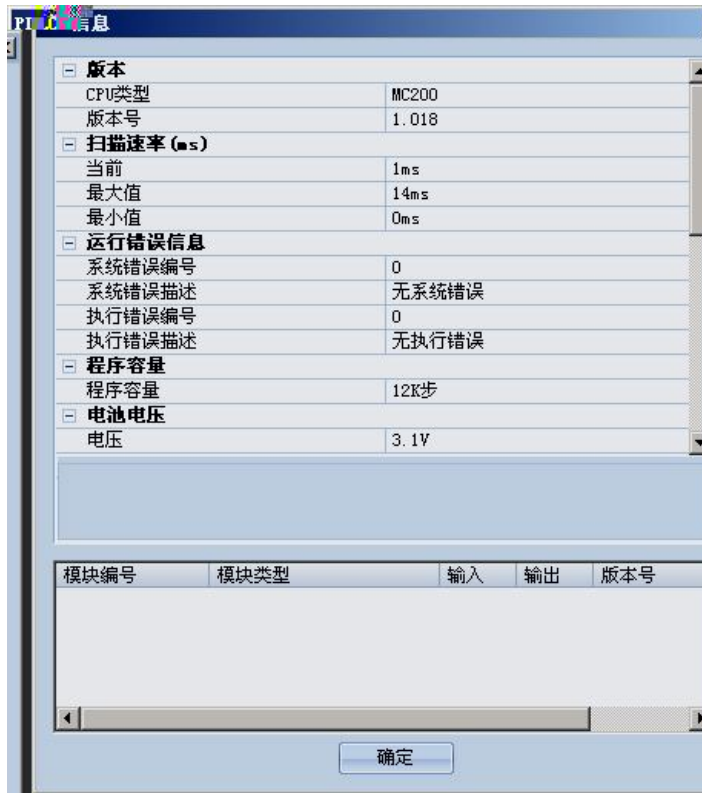 PLC 信息
版本
CPU类型 MC200
版本号 1.018
扫描速率(ms)
当前 1ms
最大值 14ms
最小值 0ms
运行错误信息
系统错误编号 0
系统错误描述 无系统错误
执行错误编号 0
执行错误描述 无执行错误
程序容量
程序容量 12K步
电池电压
电压 3.1V
模块编号 模块类型 输入 输出 版本号
确定